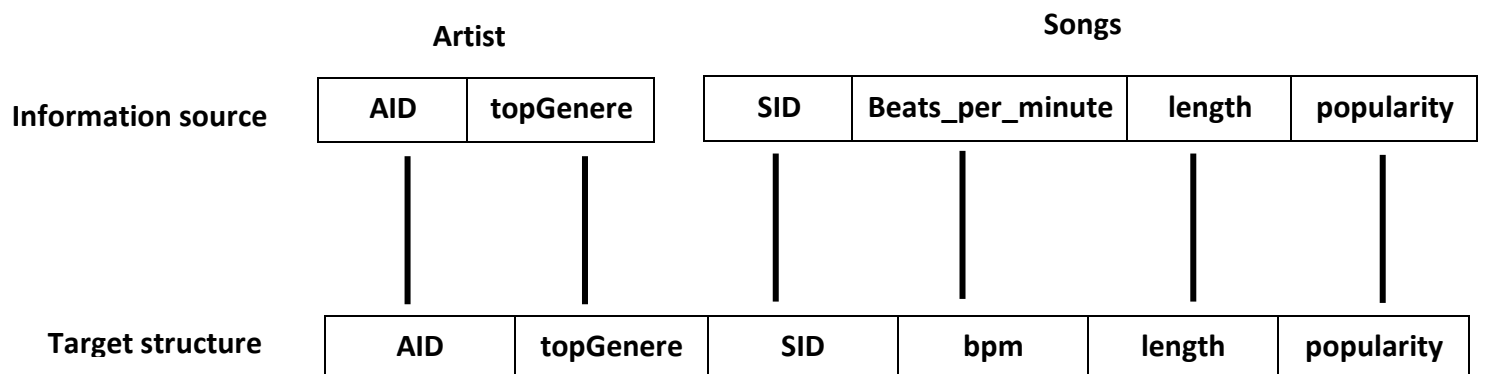 Artist
Songs
Information source
AID topGenere
SID Beats_per_minute length popularity
Target structure
AID topGenere SID bpm length popularity